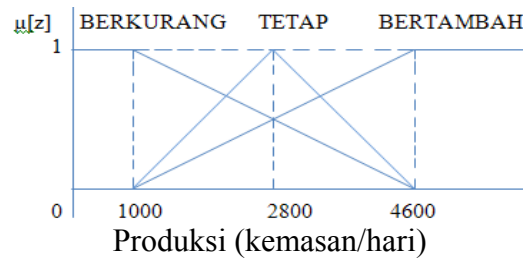 μ[z] BERKURANG TETAP BERTAMBAH
1
0 1000 2800 4600
Produksi (kemasan/hari)